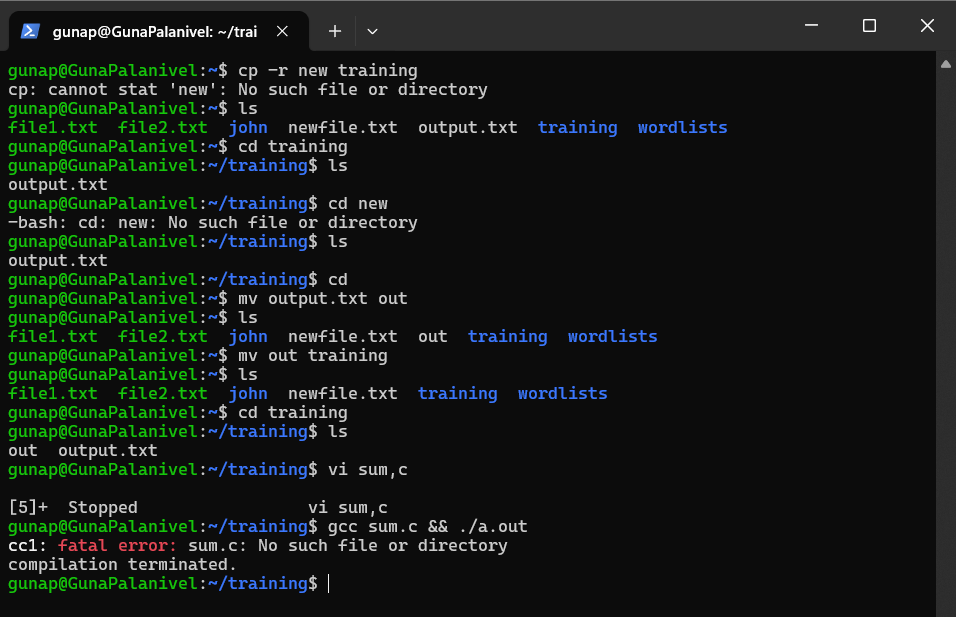 gunap@GunaPalanivel: ~/trai
gunap@GunaPalanivel:~$ cp -r new training
cp: cannot stat 'new': No such file or directory
gunap@GunaPalanivel:~$ ls
file1.txt  file2.txt  john  newfile.txt  output.txt  training  wordlists
gunap@GunaPalanivel:~$ cd training
gunap@GunaPalanivel:~/training$ ls
output.txt
gunap@GunaPalanivel:~/training$ cd new
-bash: cd: new: No such file or directory
gunap@GunaPalanivel:~/training$ ls
output.txt
gunap@GunaPalanivel:~/training$ cd
gunap@GunaPalanivel:~$ mv output.txt out
gunap@GunaPalanivel:~$ ls
file1.txt  file2.txt  john  newfile.txt  out  training  wordlists
gunap@GunaPalanivel:~$ mv out training
gunap@GunaPalanivel:~$ ls
file1.txt  file2.txt  john  newfile.txt  training  wordlists
gunap@GunaPalanivel:~$ cd training
gunap@GunaPalanivel:~/training$ ls
out  output.txt
gunap@GunaPalanivel:~/training$ vi sum,c
[5]+  Stopped                 vi sum,c
gunap@GunaPalanivel:~/training$ gcc sum.c && ./a.out
cc1: fatal error: sum.c: No such file or directory
compilation terminated.
gunap@GunaPalanivel:~/training$